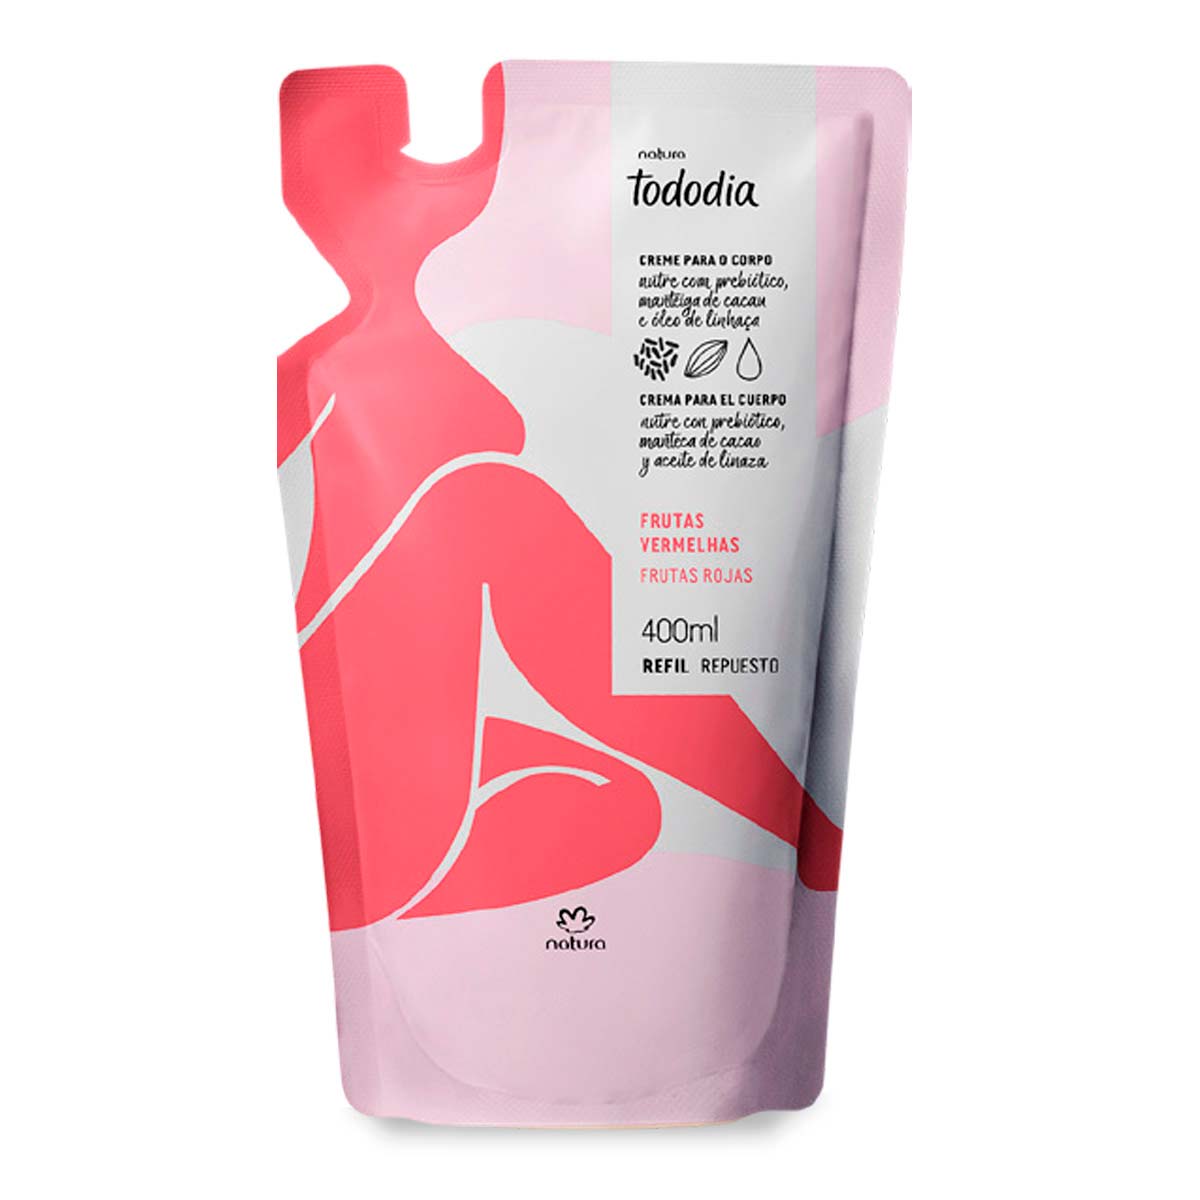 natura
tododia
CREME PARA O CORPO
nutre com prebiótico,
manteiga de cacau
e óleo de linhaça
CREMA PARA EL CUERPO
nutre con prebiótico,
manteca de cacao
y aceite de linaza
FRUTAS
VERMELHAS
FRUTAS ROJAS
400ml
REFIL REPUESTO
natura